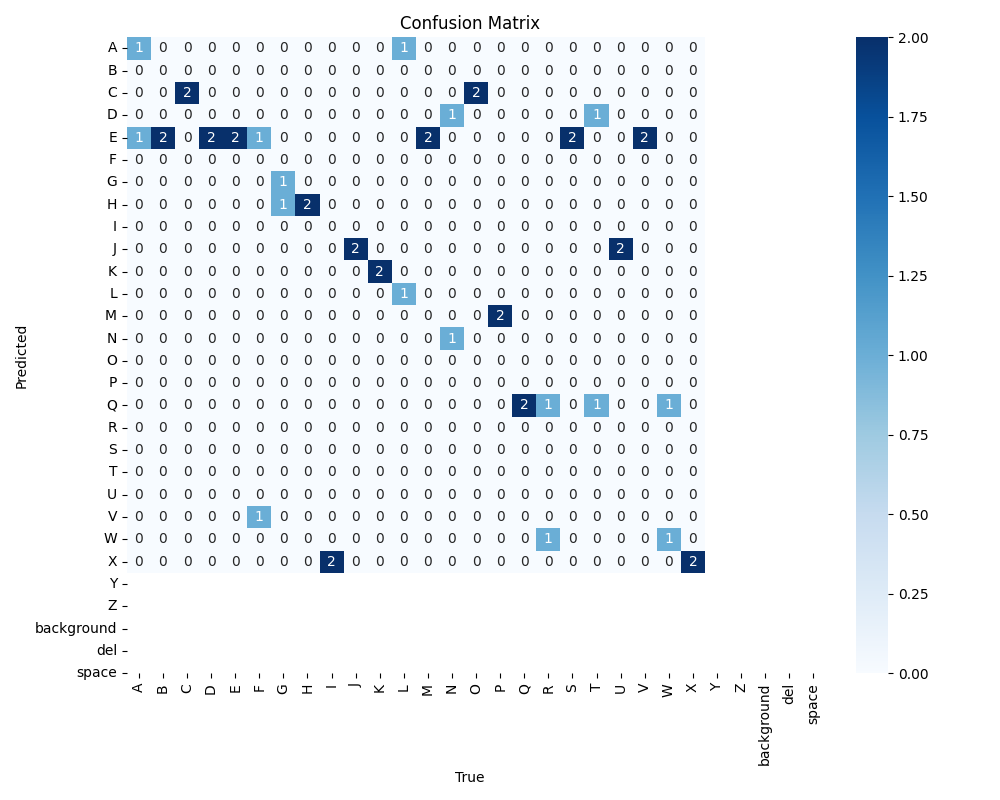 Confusion Matrix
Predicted
A 1 0 0 0 0 0 0 0 0 0 0 1 0 0 0 0 0 0 0 0 0 0 0 0
B 0 0 0 0 0 0 0 0 0 0 0 0 0 0 0 0 0 0 0 0 0 0 0 0
C 0 0 2 0 0 0 0 0 0 0 0 0 0 0 2 0 0 0 0 0 0 0 0 0
D 0 0 0 0 0 0 0 0 0 0 0 0 0 1 0 0 0 0 0 1 0 0 0 0
E 1 2 0 2 2 1 0 0 0 0 0 0 2 0 0 0 0 0 2 0 0 2 0 0
F 0 0 0 0 0 0 0 0 0 0 0 0 0 0 0 0 0 0 0 0 0 0 0 0
G 0 0 0 0 0 0 1 0 0 0 0 0 0 0 0 0 0 0 0 0 0 0 0 0
H 0 0 0 0 0 0 1 2 0 0 0 0 0 0 0 0 0 0 0 0 0 0 0 0
I 0 0 0 0 0 0 0 0 0 0 0 0 0 0 0 0 0 0 0 0 0 0 0 0
J 0 0 0 0 0 0 0 0 0 2 0 0 0 0 0 0 0 0 0 0 2 0 0 0
K 0 0 0 0 0 0 0 0 0 0 2 0 0 0 0 0 0 0 0 0 0 0 0 0
L 0 0 0 0 0 0 0 0 0 0 0 1 0 0 0 0 0 0 0 0 0 0 0 0
M 0 0 0 0 0 0 0 0 0 0 0 0 0 0 0 2 0 0 0 0 0 0 0 0
N 0 0 0 0 0 0 0 0 0 0 0 0 0 1 0 0 0 0 0 0 0 0 0 0
O 0 0 0 0 0 0 0 0 0 0 0 0 0 0 0 0 0 0 0 0 0 0 0 0
P 0 0 0 0 0 0 0 0 0 0 0 0 0 0 0 0 0 0 0 0 0 0 0 0
Q 0 0 0 0 0 0 0 0 0 0 0 0 0 0 0 0 2 1 0 1 0 0 1 0
R 0 0 0 0 0 0 0 0 0 0 0 0 0 0 0 0 0 0 0 0 0 0 0 0
S 0 0 0 0 0 0 0 0 0 0 0 0 0 0 0 0 0 0 0 0 0 0 0 0
T 0 0 0 0 0 0 0 0 0 0 0 0 0 0 0 0 0 0 0 0 0 0 0 0
U 0 0 0 0 0 0 0 0 0 0 0 0 0 0 0 0 0 0 0 0 0 0 0 0
V 0 0 0 0 0 1 0 0 0 0 0 0 0 0 0 0 0 0 0 0 0 0 0 0
W 0 0 0 0 0 0 0 0 0 0 0 0 0 0 0 0 0 1 0 0 0 0 1 0
X 0 0 0 0 0 0 0 0 2 0 0 0 0 0 0 0 0 0 0 0 0 0 0 2
Y
Z
background
del
space
A B C D E F G H I J K L M N O P Q R S T U V W X Y Z background del space
True
2.00
1.75
1.50
1.25
1.00
0.75
0.50
0.25
0.00